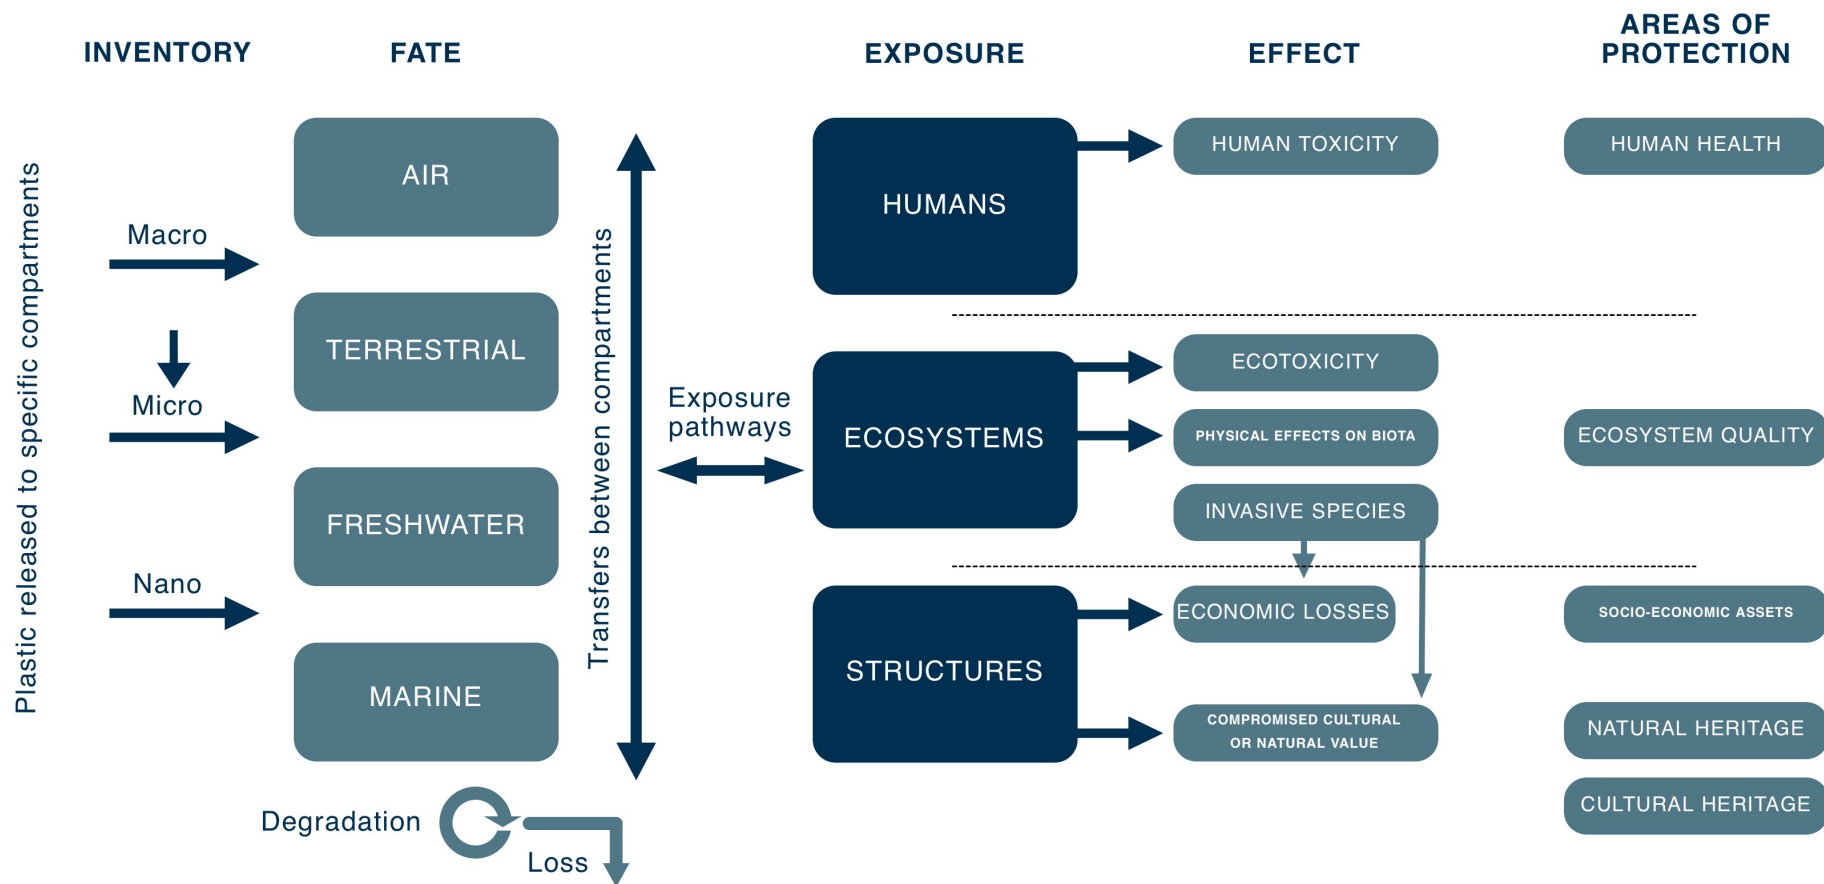 INVENTORY
FATE
EXPOSURE
EFFECT
AREAS OF
PROTECTION
Plastic released to specific compartments
Macro
Micro
Nano
AIR
TERRESTRIAL
FRESHWATER
MARINE
Degradation
Loss
Transfers between compartments
Exposure
pathways
HUMANS
ECOSYSTEMS
STRUCTURES
HUMAN TOXICITY
ECOTOXICITY
PHYSICAL EFFECTS ON BIOTA
INVASIVE SPECIES
ECONOMIC LOSSES
COMPROMISED CULTURAL
OR NATURAL VALUE
HUMAN HEALTH
ECOSYSTEM QUALITY
SOCIO-ECONOMIC ASSETS
NATURAL HERITAGE
CULTURAL HERITAGE